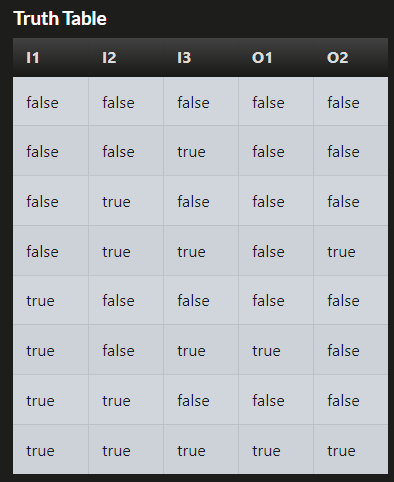 Truth Table
I1 I2 I3 O1 O2
false false false false false
false false true false false
false true false false false
false true true false true
true false false false false
true false true true false
true true false false false
true true true true true